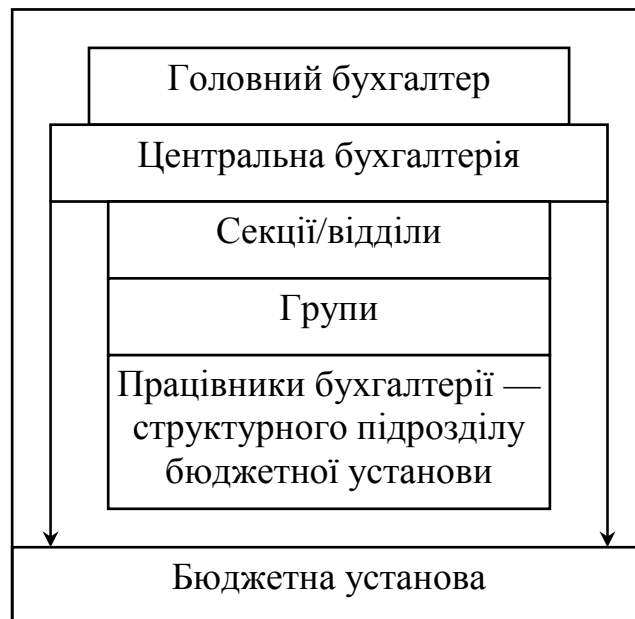 Головний бухгалтер
Центральна бухгалтерія
Секції/відділи
Групи
Працівники бухгалтерії —
структурного підрозділу
бюджетної установи
Бюджетна установа